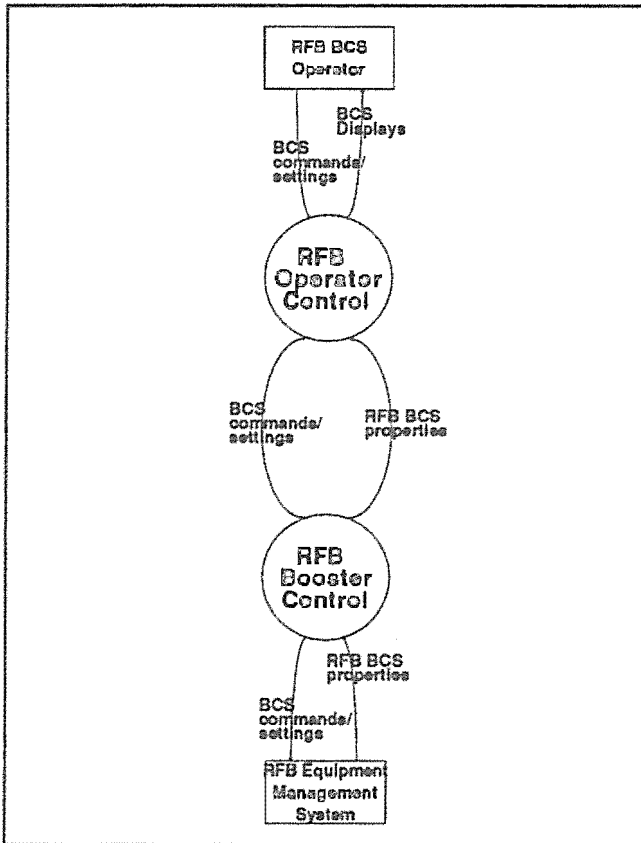 RFB BCS
Operator
BCS
Displays
BCS
commands/
settings
RFB
Operator
Control
BCS
commands/
settings
RFB BCS
properties
RFB
Booster
Control
RFB BCS
properties
BCS
commands/
settings
RFB Equipment
Management
System